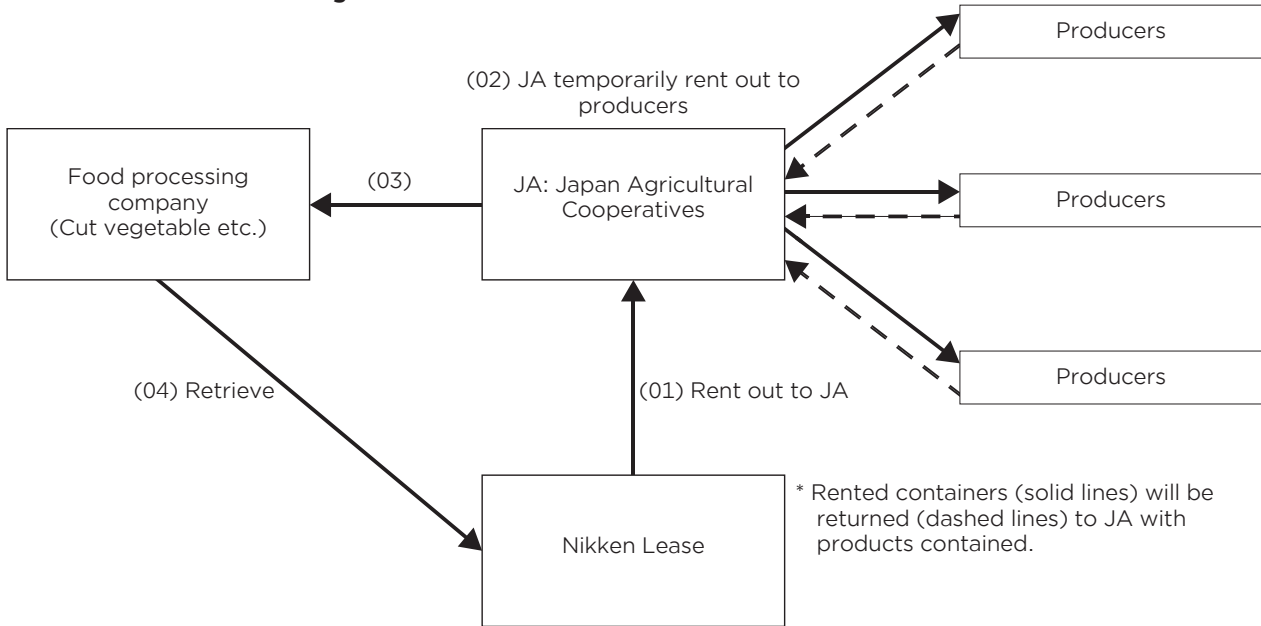 Producers
(02) JA temporarily rent out to
producers
Food processing
company
(Cut vegetable etc.)
(03)
JA: Japan Agricultural
Cooperatives
Producers
Producers
(04) Retrieve
(01) Rent out to JA
Nikken Lease
* Rented containers (solid lines) will be
returned (dashed lines) to JA with
products contained.